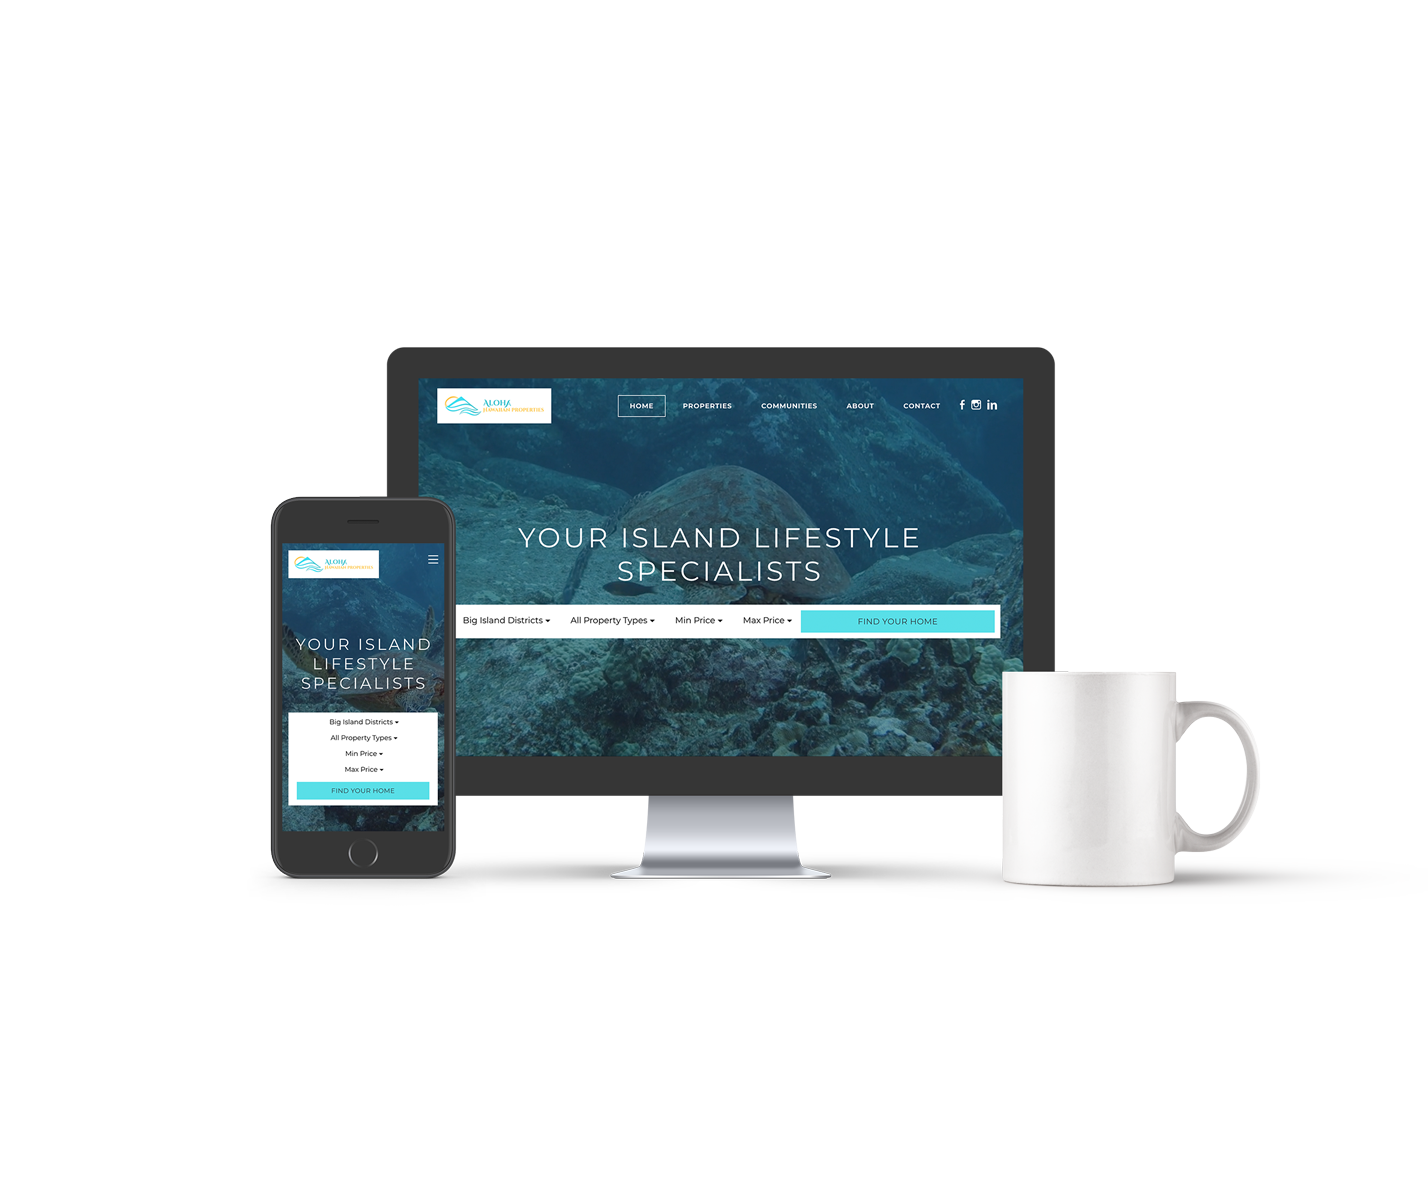 ALOHA
HAWAIIAN PROPERTIES
HOME PROPERTIES COMMUNITIES ABOUT CONTACT
YOUR ISLAND LIFESTYLE
SPECIALISTS
Big Island Districts All Property Types Min Price Max Price FIND YOUR HOME
ALOHA
HAWAIIAN PROPERTIES
YOUR ISLAND
LIFESTYLE
SPECIALISTS
Big Island Districts
All Property Types
Min Price
Max Price
FIND YOUR HOME